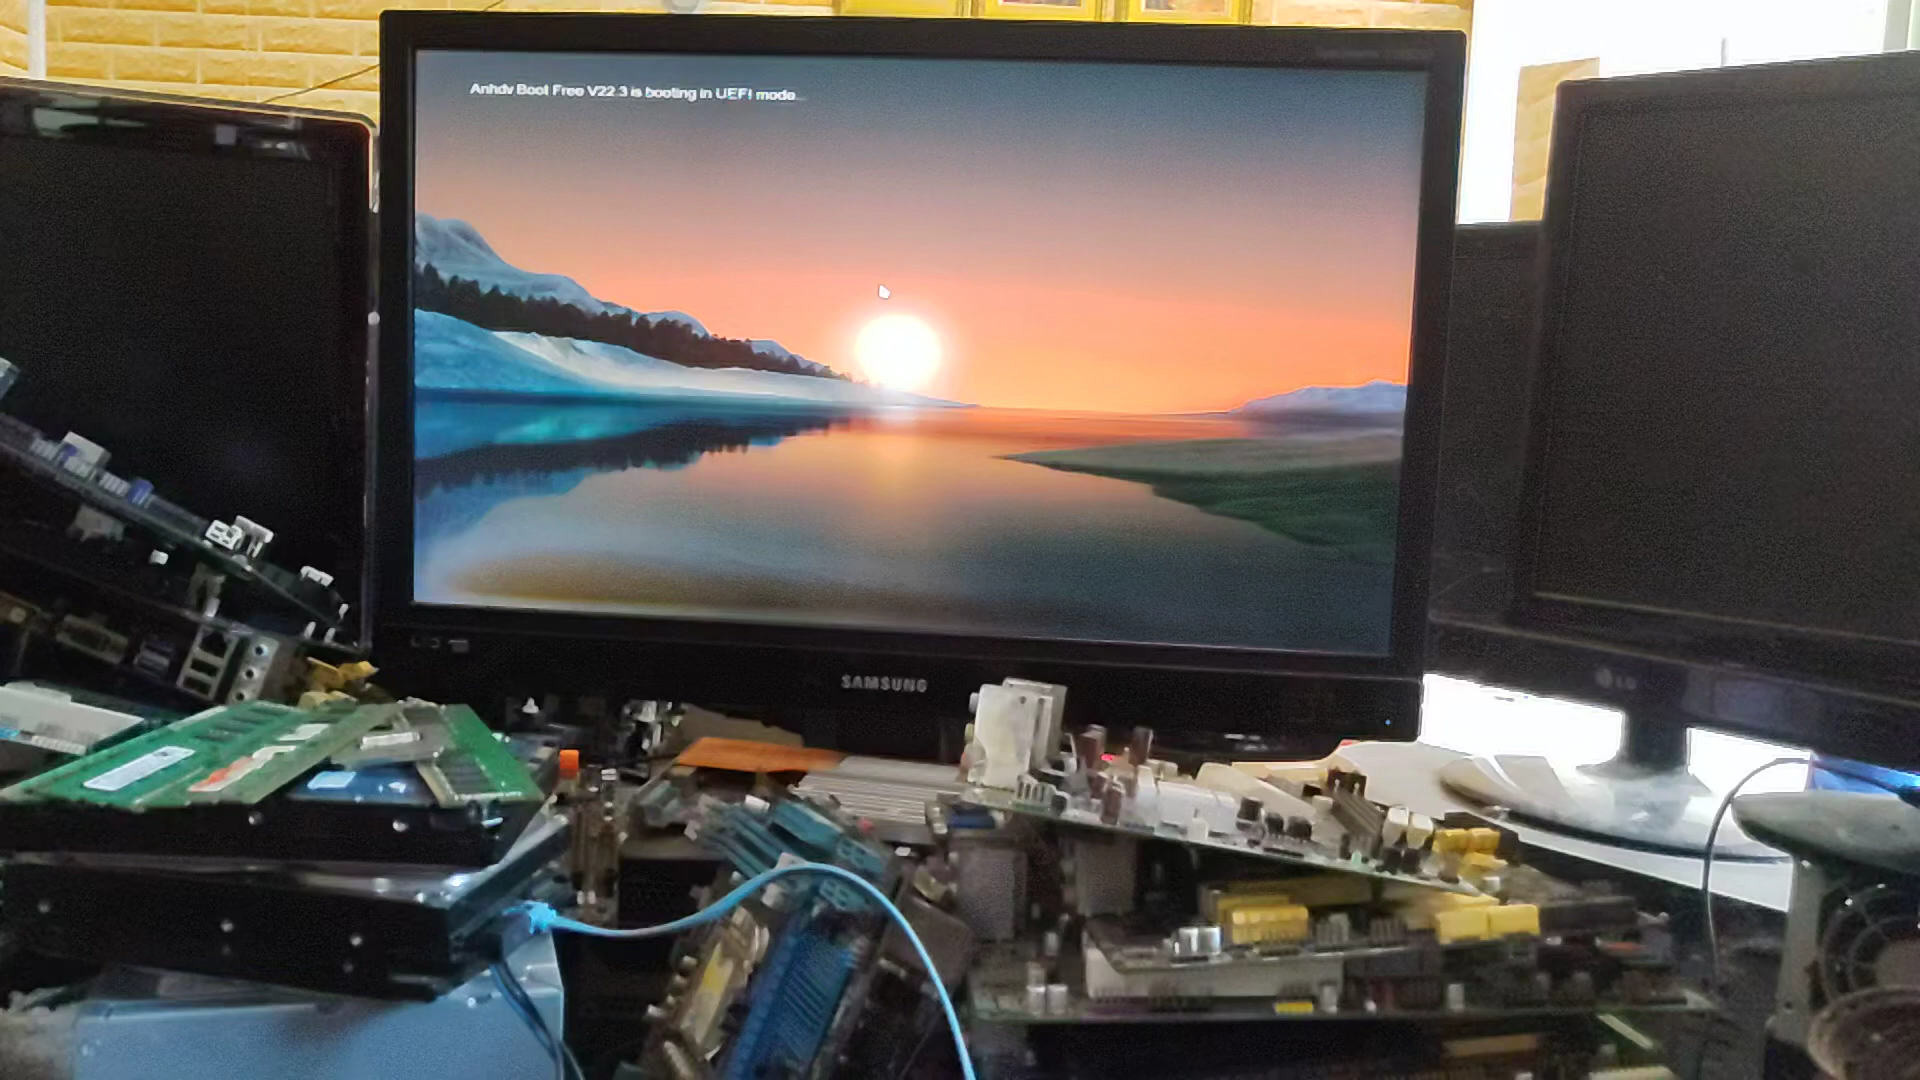 Anhdv Boot Free V22.3 is booting in UEFI mode...
SAMSUNG
LG